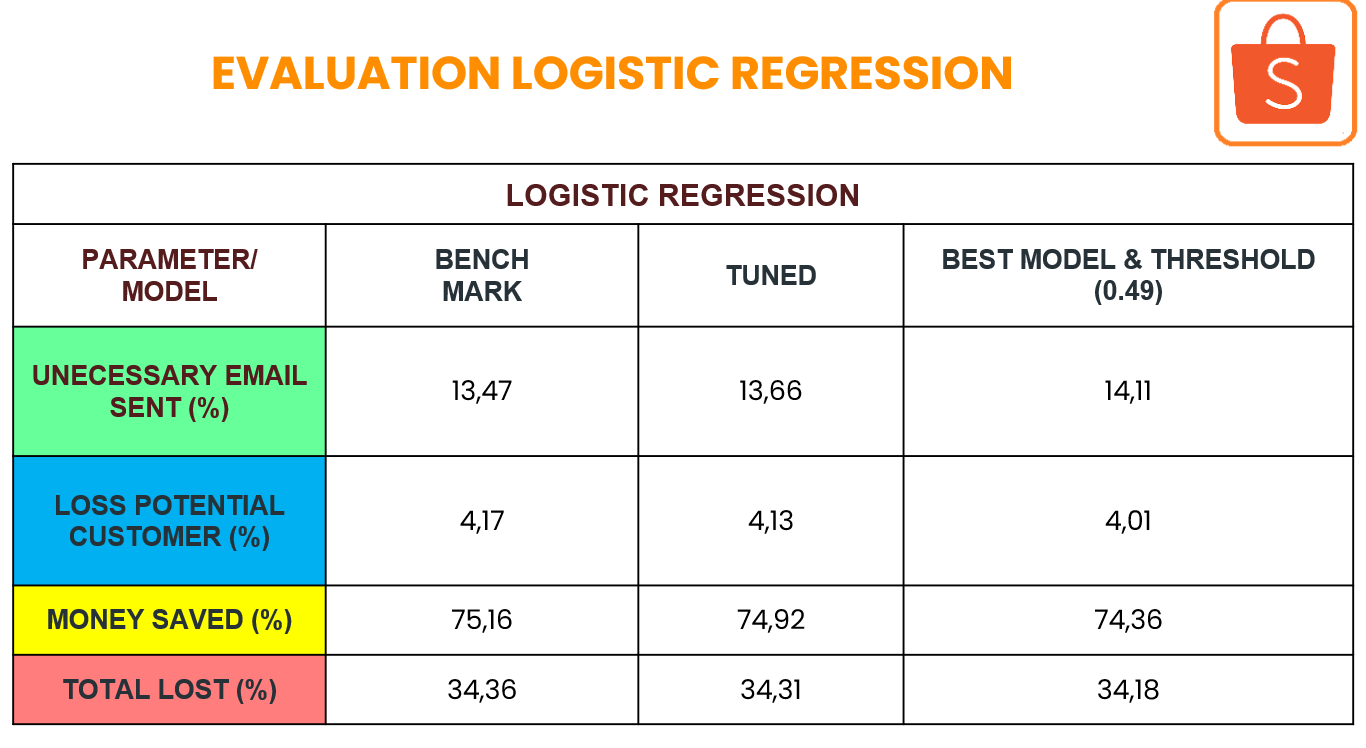 EVALUATION LOGISTIC REGRESSION
S
LOGISTIC REGRESSION
PARAMETER/
MODEL
BENCH
MARK
TUNED
BEST MODEL & THRESHOLD
(0.49)
UNECESSARY EMAIL
SENT (%)
13,47
13,66
14,11
LOSS POTENTIAL
CUSTOMER (%)
4,17
4,13
4,01
MONEY SAVED (%)
75,16
74,92
74,36
TOTAL LOST (%)
34,36
34,31
34,18